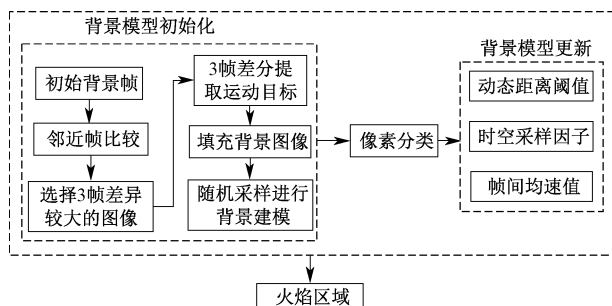 背景模型初始化
初始背景帧
邻近帧比较
选择3帧差异
较大的图像
3帧差分提
取运动目标
填充背景图像
随机采样进行
背景建模
像素分类
背景模型更新
动态距离阈值
时空采样因子
帧间均速值
火焰区域